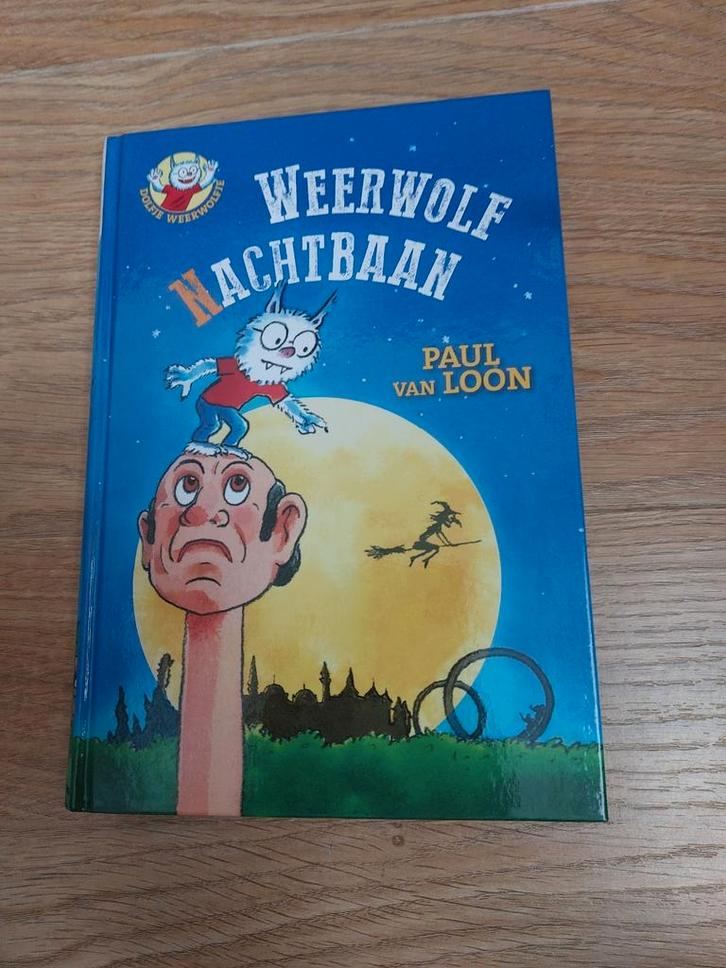 DOLFJE WEERWOLFJE
WEERWOLF
NACHTBAAN
PAUL
VAN LOON